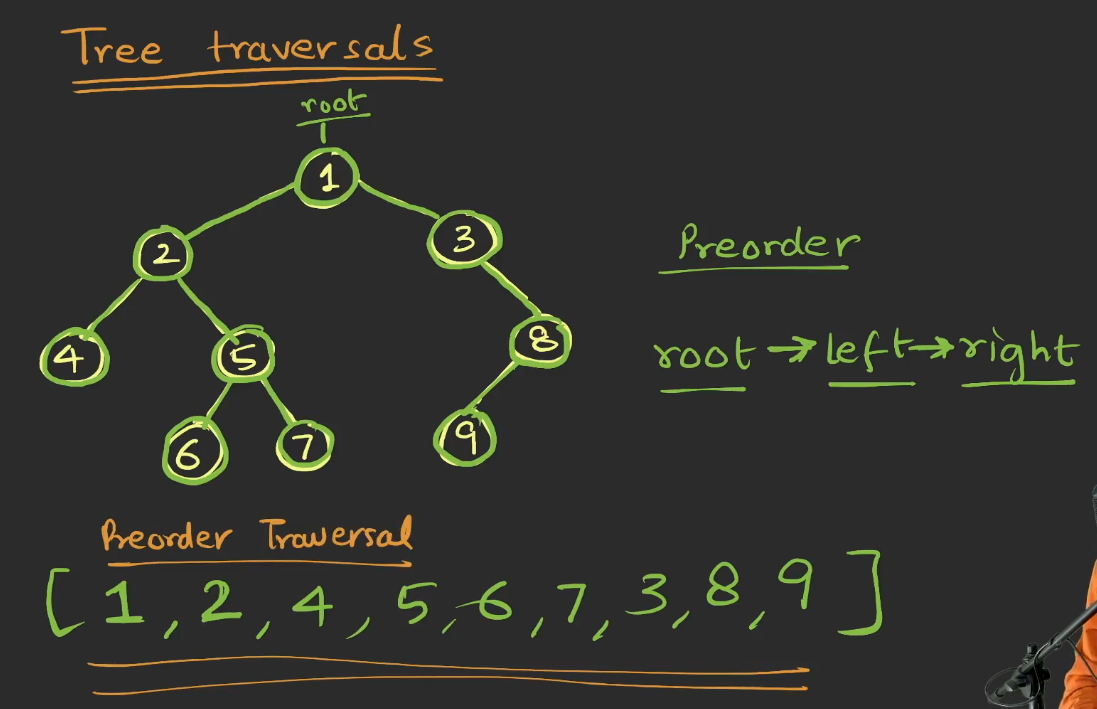 Tree traversals
root
1
2 3
4 5 8
6 7 9
Preorder
root → left → right
Preorder Traversal
[ 1, 2, 4, 5, 6, 7, 3, 8, 9 ]